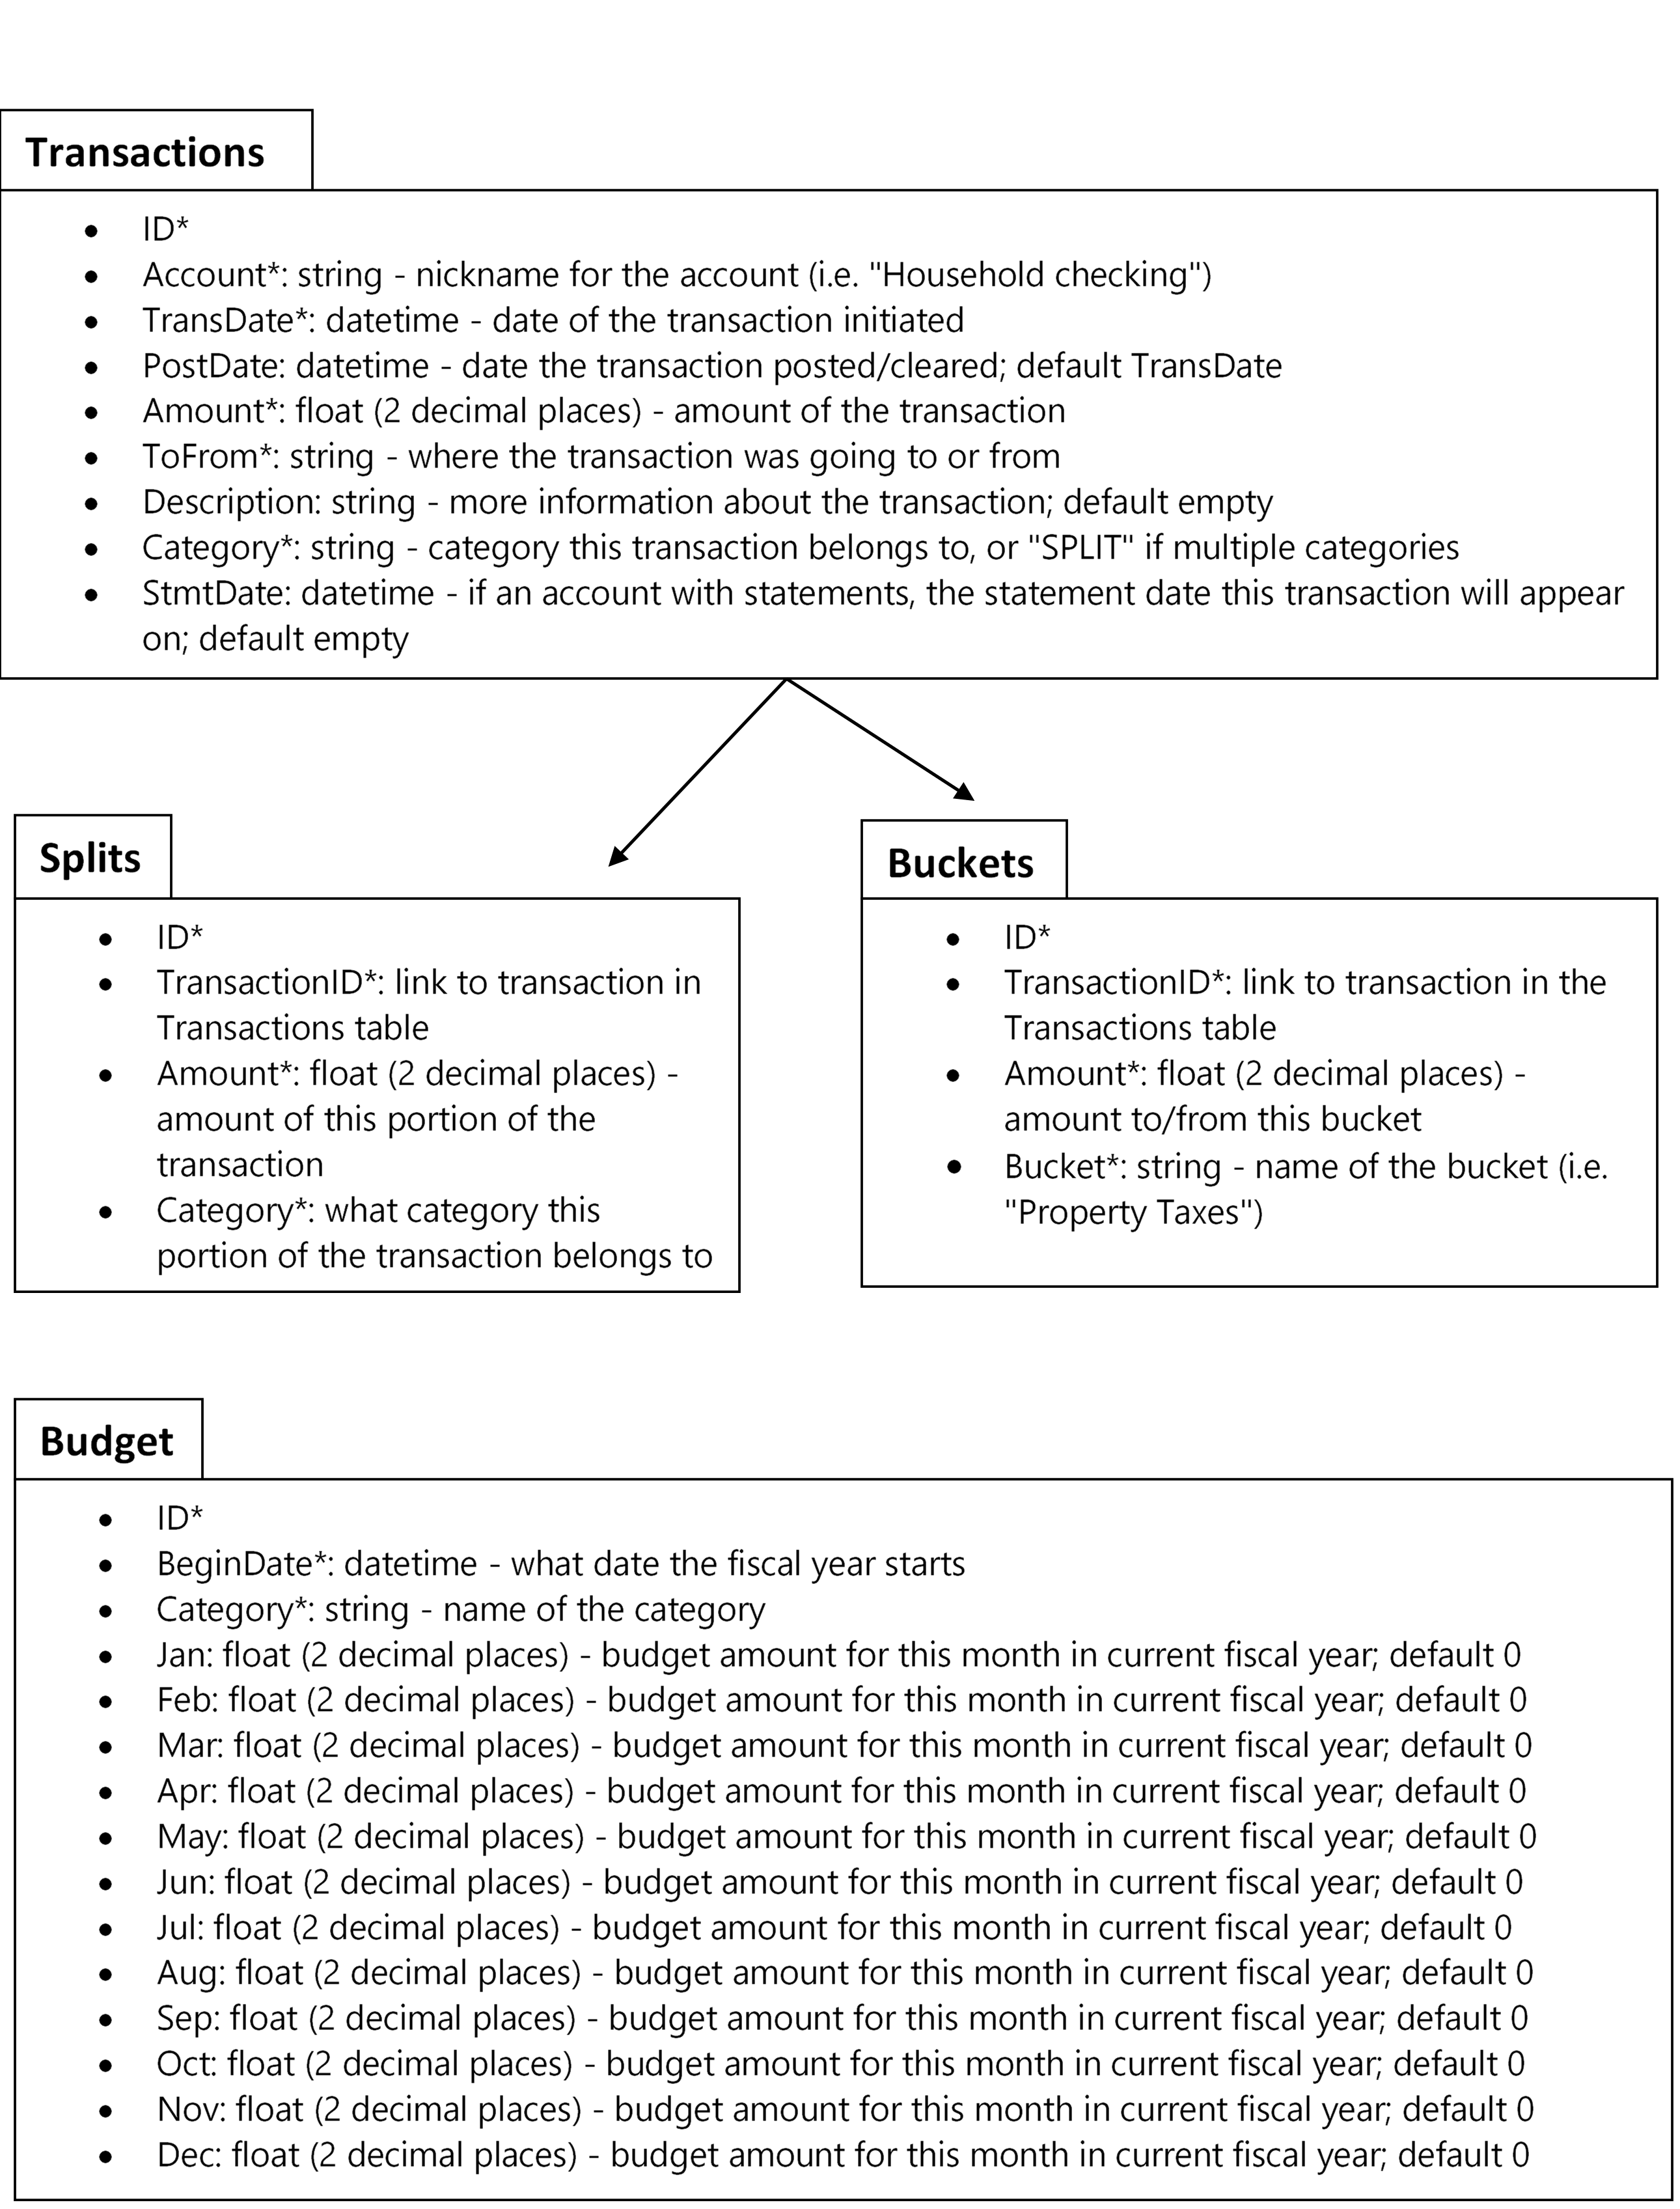 Transactions
ID*
Account*: string - nickname for the account (i.e. "Household checking")
TransDate*: datetime - date of the transaction initiated
PostDate: datetime - date the transaction posted/cleared; default TransDate
Amount*: float (2 decimal places) - amount of the transaction
ToFrom*: string - where the transaction was going to or from
Description: string - more information about the transaction; default empty
Category*: string - category this transaction belongs to, or "SPLIT" if multiple categories
StmtDate: datetime - if an account with statements, the statement date this transaction will appear
on; default empty
Splits
ID*
TransactionID*: link to transaction in
Transactions table
Amount*: float (2 decimal places) -
amount of this portion of the
transaction
Category*: what category this
portion of the transaction belongs to
Buckets
ID*
TransactionID*: link to transaction in the
Transactions table
Amount*: float (2 decimal places) -
amount to/from this bucket
Bucket*: string - name of the bucket (i.e.
"Property Taxes")
Budget
ID*
BeginDate*: datetime - what date the fiscal year starts
Category*: string - name of the category
Jan: float (2 decimal places) - budget amount for this month in current fiscal year; default 0
Feb: float (2 decimal places) - budget amount for this month in current fiscal year; default 0
Mar: float (2 decimal places) - budget amount for this month in current fiscal year; default 0
Apr: float (2 decimal places) - budget amount for this month in current fiscal year; default 0
May: float (2 decimal places) - budget amount for this month in current fiscal year; default 0
Jun: float (2 decimal places) - budget amount for this month in current fiscal year; default 0
Jul: float (2 decimal places) - budget amount for this month in current fiscal year; default 0
Aug: float (2 decimal places) - budget amount for this month in current fiscal year; default 0
Sep: float (2 decimal places) - budget amount for this month in current fiscal year; default 0
Oct: float (2 decimal places) - budget amount for this month in current fiscal year; default 0
Nov: float (2 decimal places) - budget amount for this month in current fiscal year; default 0
Dec: float (2 decimal places) - budget amount for this month in current fiscal year; default 0